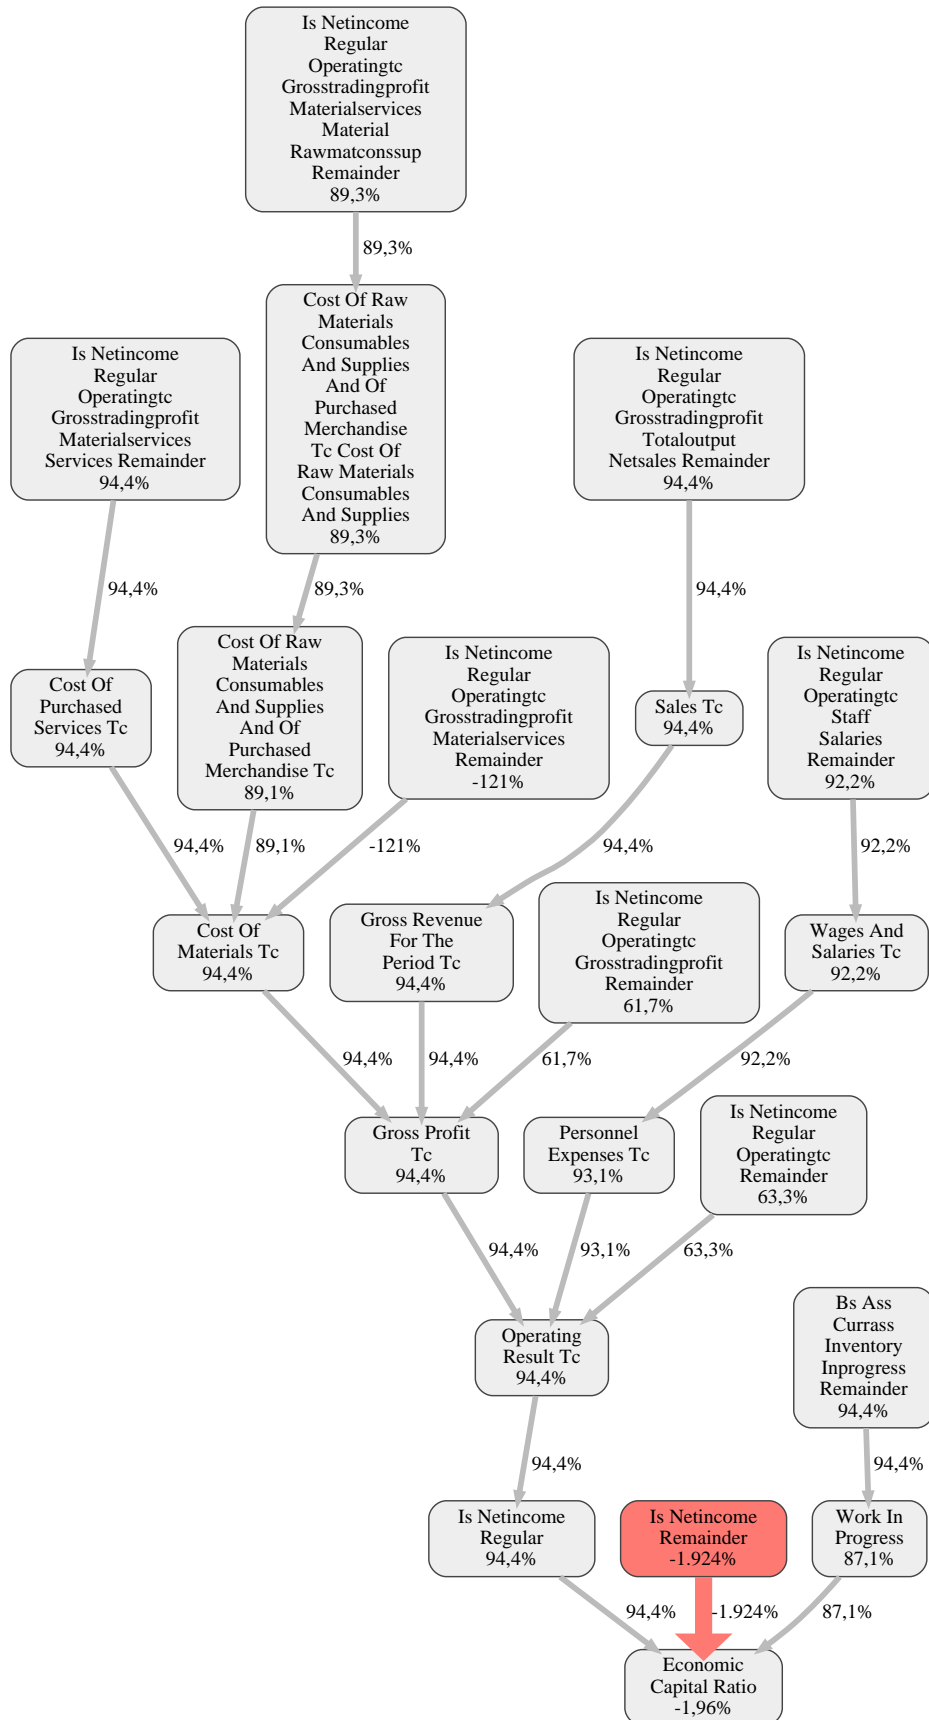 Is Netincome
Regular
Operatingtc
Grosstradingprofit
Materialservices
Material
Rawmatconssup
Remainder
89,3%
89,3%
Cost Of Raw
Materials
Consumables
And Supplies
And Of
Purchased
Merchandise
Tc Cost Of
Raw Materials
Consumables
And Supplies
89,3%
Is Netincome
Regular
Operatingtc
Grosstradingprofit
Materialservices
Services Remainder
94,4%
Is Netincome
Regular
Operatingtc
Grosstradingprofit
Totaloutput
Netsales Remainder
94,4%
94,4%
89,3%
94,4%
Cost Of
Purchased
Services Tc
94,4%
Cost Of Raw
Materials
Consumables
And Supplies
And Of
Purchased
Merchandise Tc
89,1%
Is Netincome
Regular
Operatingtc
Grosstradingprofit
Materialservices
Remainder
-121%
Sales Tc
94,4%
Is Netincome
Regular
Operatingtc
Staff
Salaries
Remainder
92,2%
94,4%
89,1%
-121%
94,4%
92,2%
Cost Of
Materials Tc
94,4%
Gross Revenue
For The
Period Tc
94,4%
Is Netincome
Regular
Operatingtc
Grosstradingprofit
Remainder
61,7%
Wages And
Salaries Tc
92,2%
94,4%
94,4%
61,7%
92,2%
Gross Profit
Tc
94,4%
Personnel
Expenses Tc
93,1%
Is Netincome
Regular
Operatingtc
Remainder
63,3%
94,4%
93,1%
63,3%
Operating
Result Tc
94,4%
Bs Ass
Currass
Inventory
Inprogress
Remainder
94,4%
94,4%
94,4%
Is Netincome
Regular
94,4%
Is Netincome
Remainder
-1.924%
Work In
Progress
87,1%
94,4%
-1.924%
87,1%
Economic
Capital Ratio
-1,96%